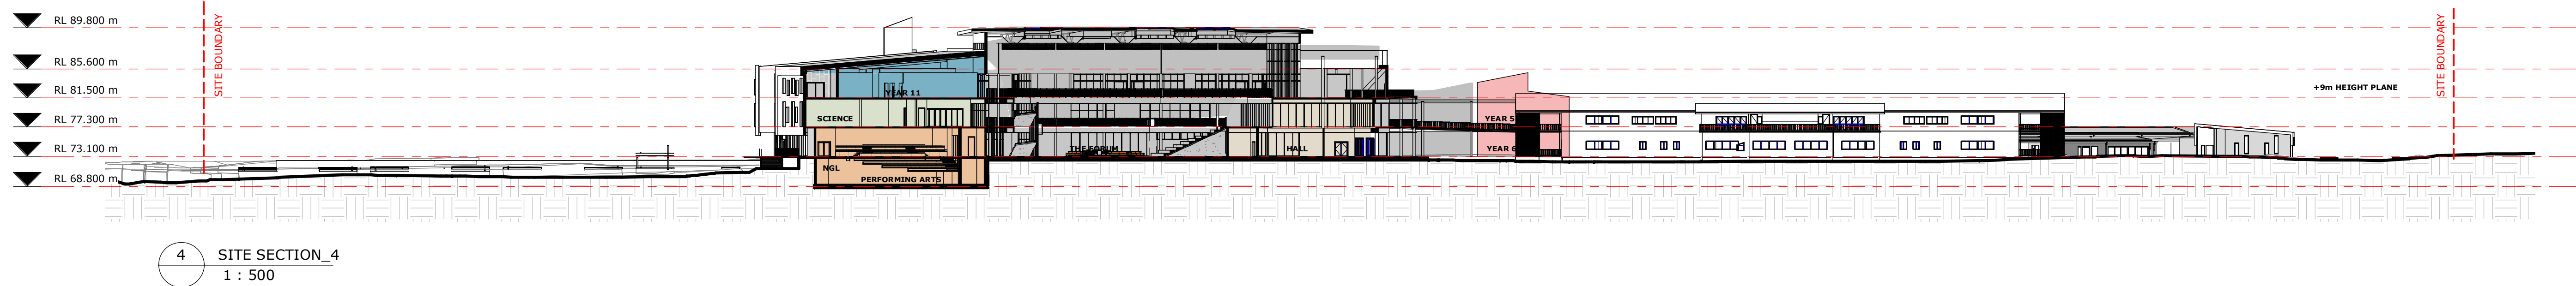 RL 89.800 m
RL 85.600 m
RL 81.500 m
RL 77.300 m
RL 73.100 m
RL 68.800 m
SITE BOUNDARY
YEAR 11
SCIENCE
NGL
PERFORMING ARTS
THE FORUM
HALL
YEAR 5
YEAR 6
+9m HEIGHT PLANE
SITE BOUNDARY
4
SITE SECTION_4
1 : 500